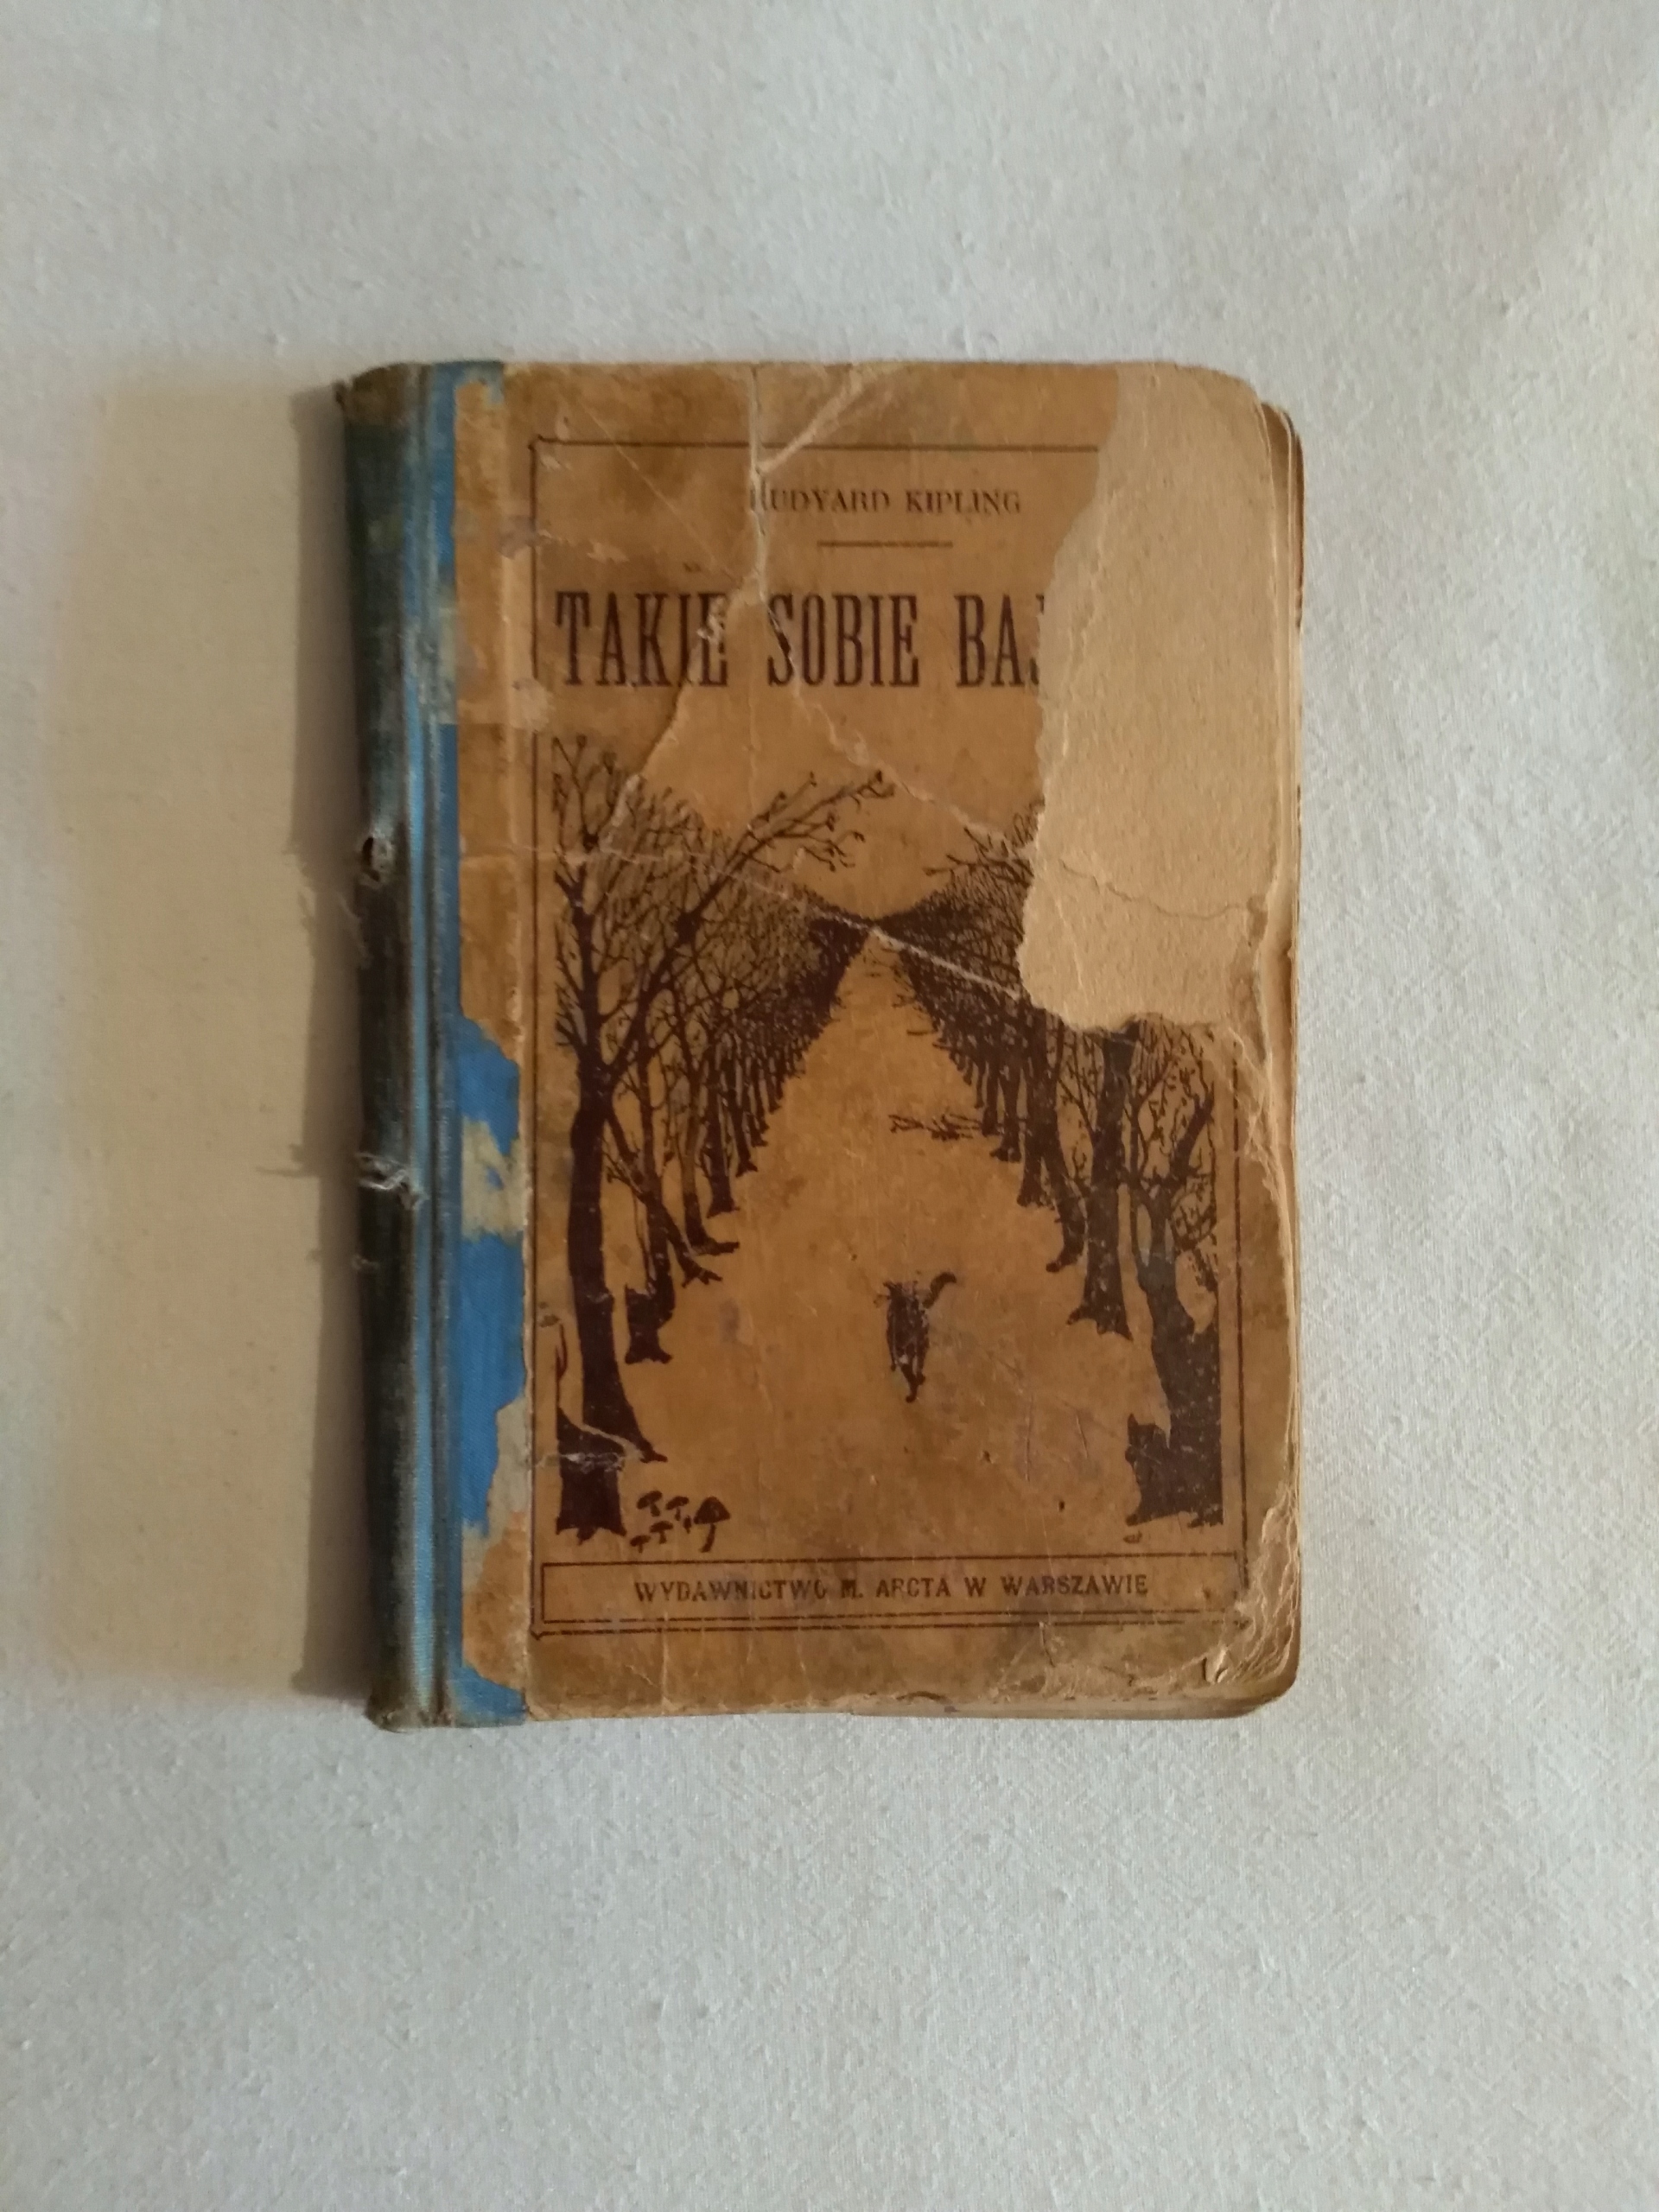 RUDYARD KIPLING
TAKIE SOBIE BAJ
WYDAWNICTWO M. ARCTA W WARSZAWIE